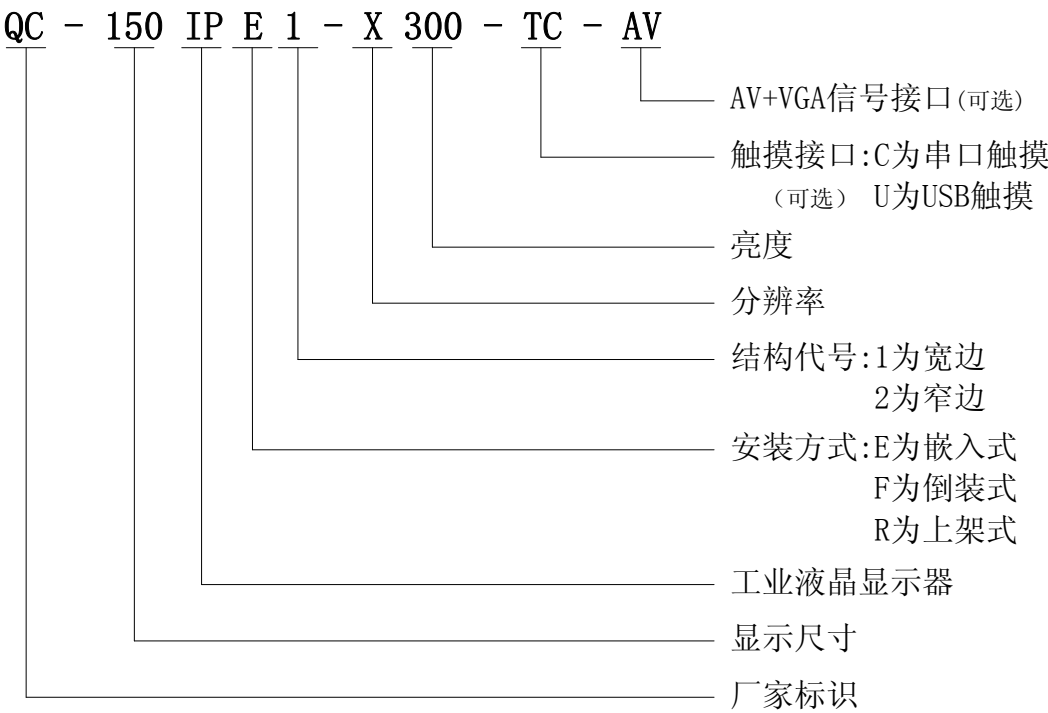 QC - 150 IP E 1 - X 300 - TC - AV
AV+VGA信号接口(可选)
触摸接口:C为串口触摸
（可选） U为USB触摸
亮度
分辨率
结构代号:1为宽边
2为窄边
安装方式:E为嵌入式
F为倒装式
R为上架式
工业液晶显示器
显示尺寸
厂家标识